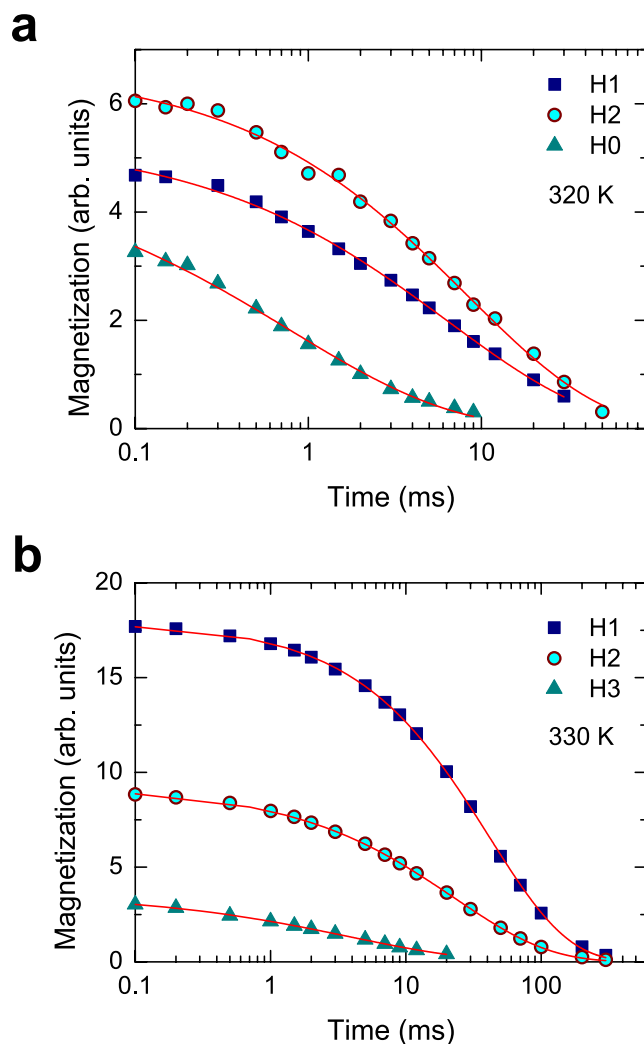 a
6
4
2
0
Magnetization (arb. units)
H1
H2
H0
320 K
0.1
1
10
Time (ms)
b
20
15
10
5
0
Magnetization (arb. units)
H1
H2
H3
330 K
0.1
1
10
100
Time (ms)